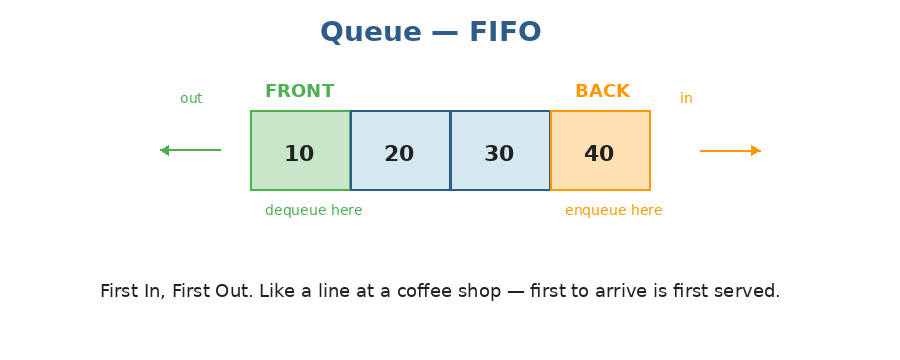 Queue — FIFO
FRONT
BACK
out
in
10
20
30
40
dequeue here
enqueue here
First In, First Out. Like a line at a coffee shop — first to arrive is first served.